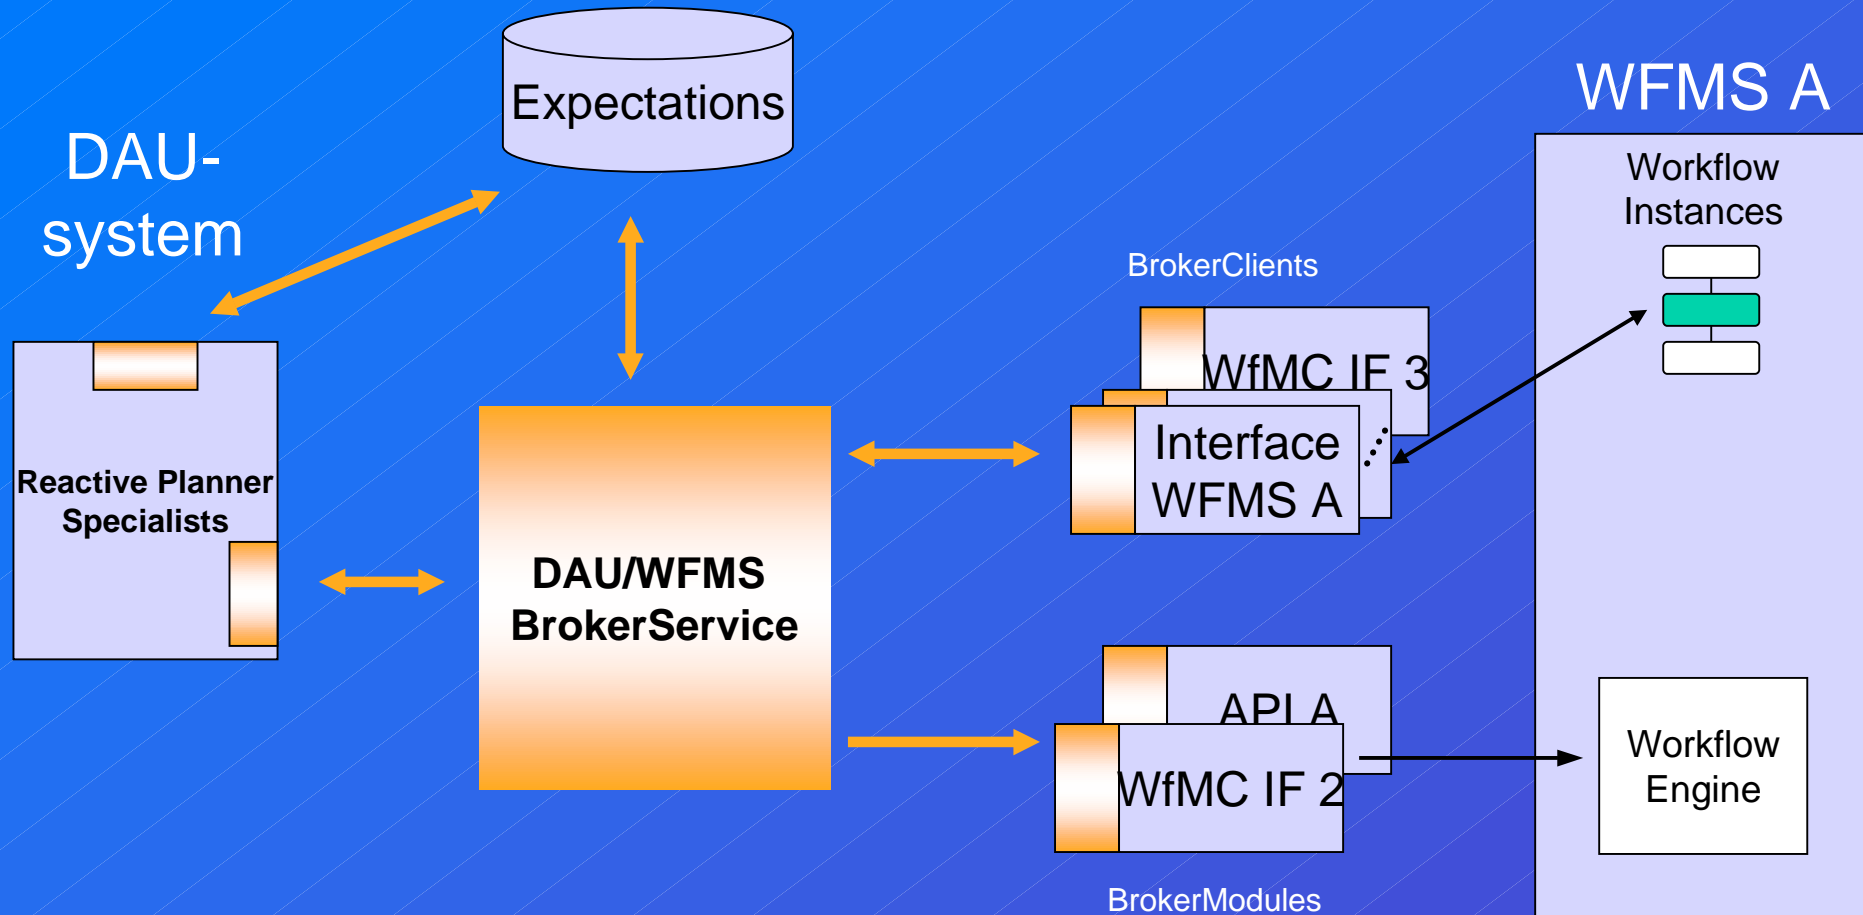 DAU-
system
Expectations
Reactive Planner
Specialists
DAU/WFMS
BrokerService
BrokerClients
WfMC IF 3
Interface
WFMS A
API A
WfMC IF 2
BrokerModules
WFMS A
Workflow
Instances
Workflow
Engine